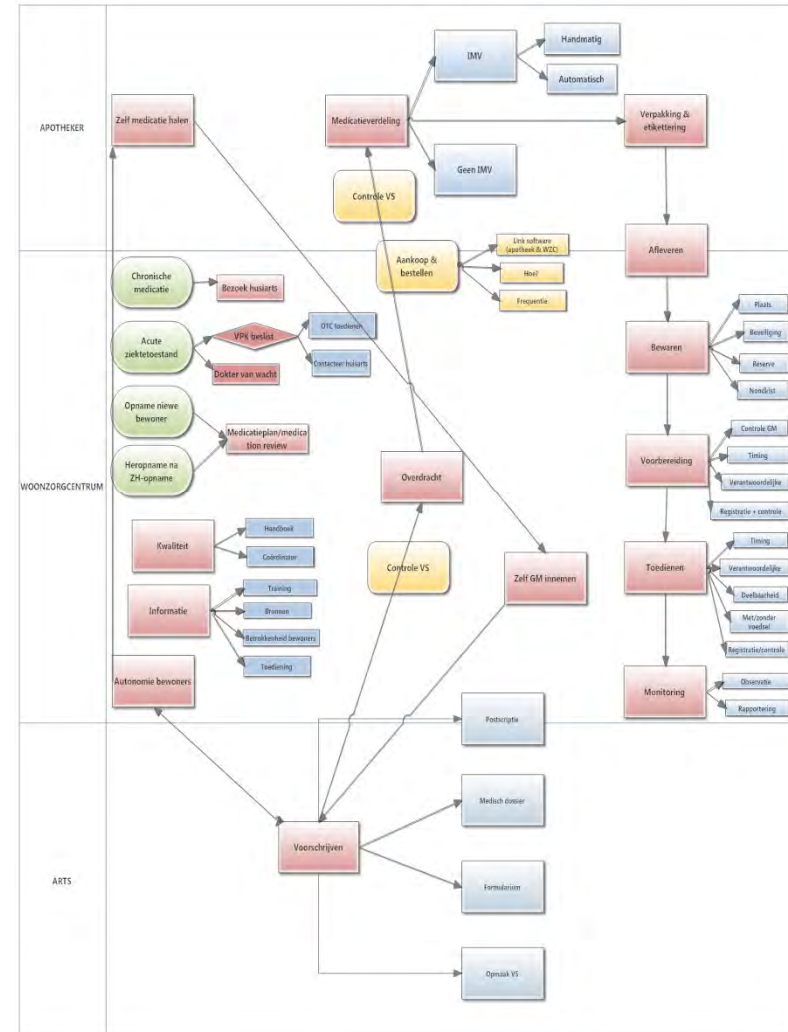 IMV
Handmatig
Automatisch
APOTHEKER
Zelf medicatie halen
Medicatieverdeling
Verpakking &
etikettering
Geen IMV
Controle VS
Aankoop &
bestellen
Link software
(apotheek & WZC)
Hoe?
Frequentie
Afleveren
Chronische
medicatie
Bezoek husiarts
Acute
ziektetoestand
VPK beslist
OTC toedienen
Contacteer huisarts
Dokter van wacht
Bewaren
Plaats
Beveiliging
Reserve
Opname niewe
bewoner
Medicatieplan/medica
tion review
Heropname na
ZH-opname
WOONZORGCENTRUM
Overdracht
Voorbereiding
Controle GM
Timing
Verantwoordelijke
Registratie + controle
Kwaliteit
Handboek
Coördinator
Controle VS
Zelf GM innemen
Informatie
Training
Bronnen
Betrokkenheid bewoners
Toediening
Toedienen
Timing
Verantwoordelijke
Deelbaarheid
Met/zonder
voedsel
Registratie/controle
Autonomie bewoners
Monitoring
Observatie
Rapportering
Postscriptie
Medisch dossier
Voorschrijven
ARTS
Formularium
Opmaak VS